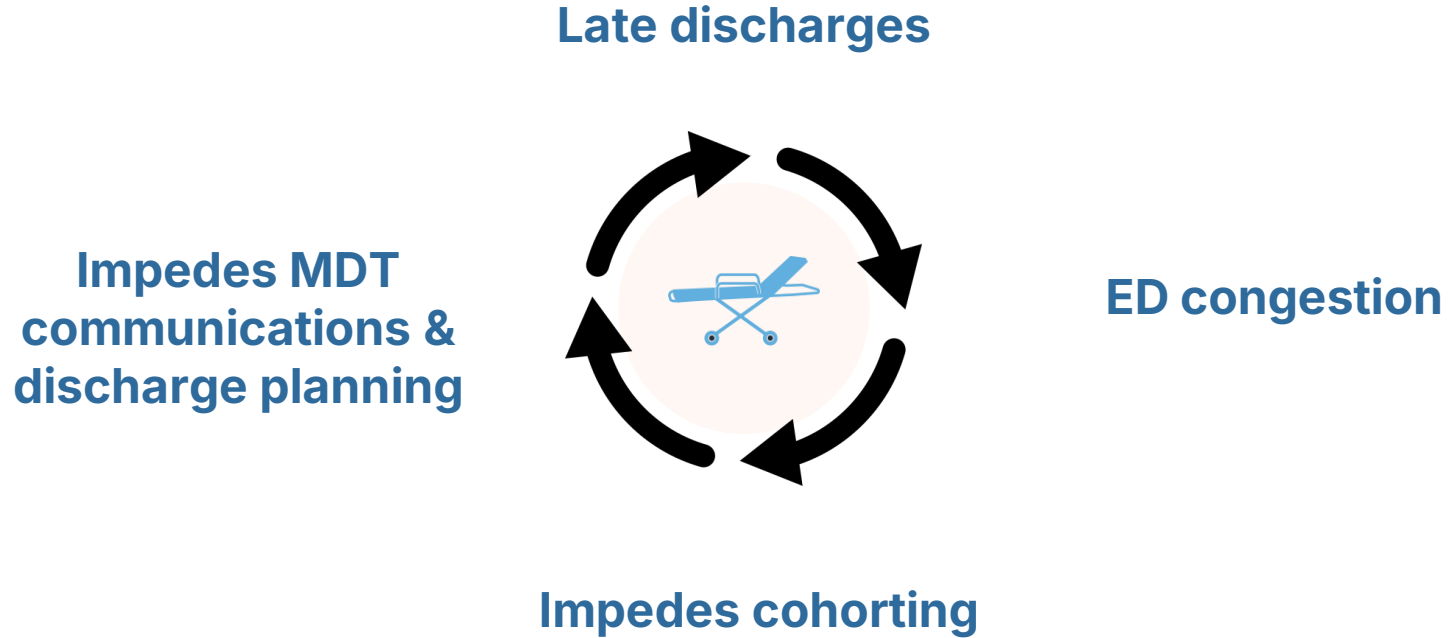 Late discharges
Impedes MDT
communications &
discharge planning
ED congestion
Impedes cohorting